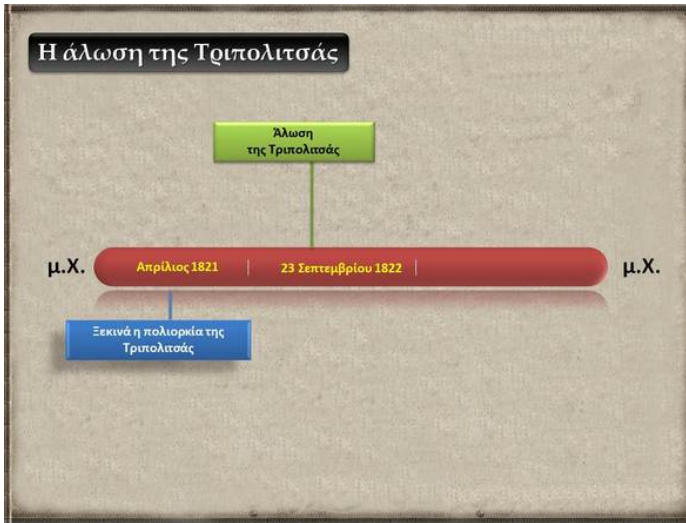 Η άλωση της Τριπολιτσάς
Άλωση
της Τριπολιτσάς
μ.Χ.
Απρίλιος 1821
23 Σεπτεμβρίου 1822
μ.Χ.
Ξεκινά η πολιορκία της
Τριπολιτσάς